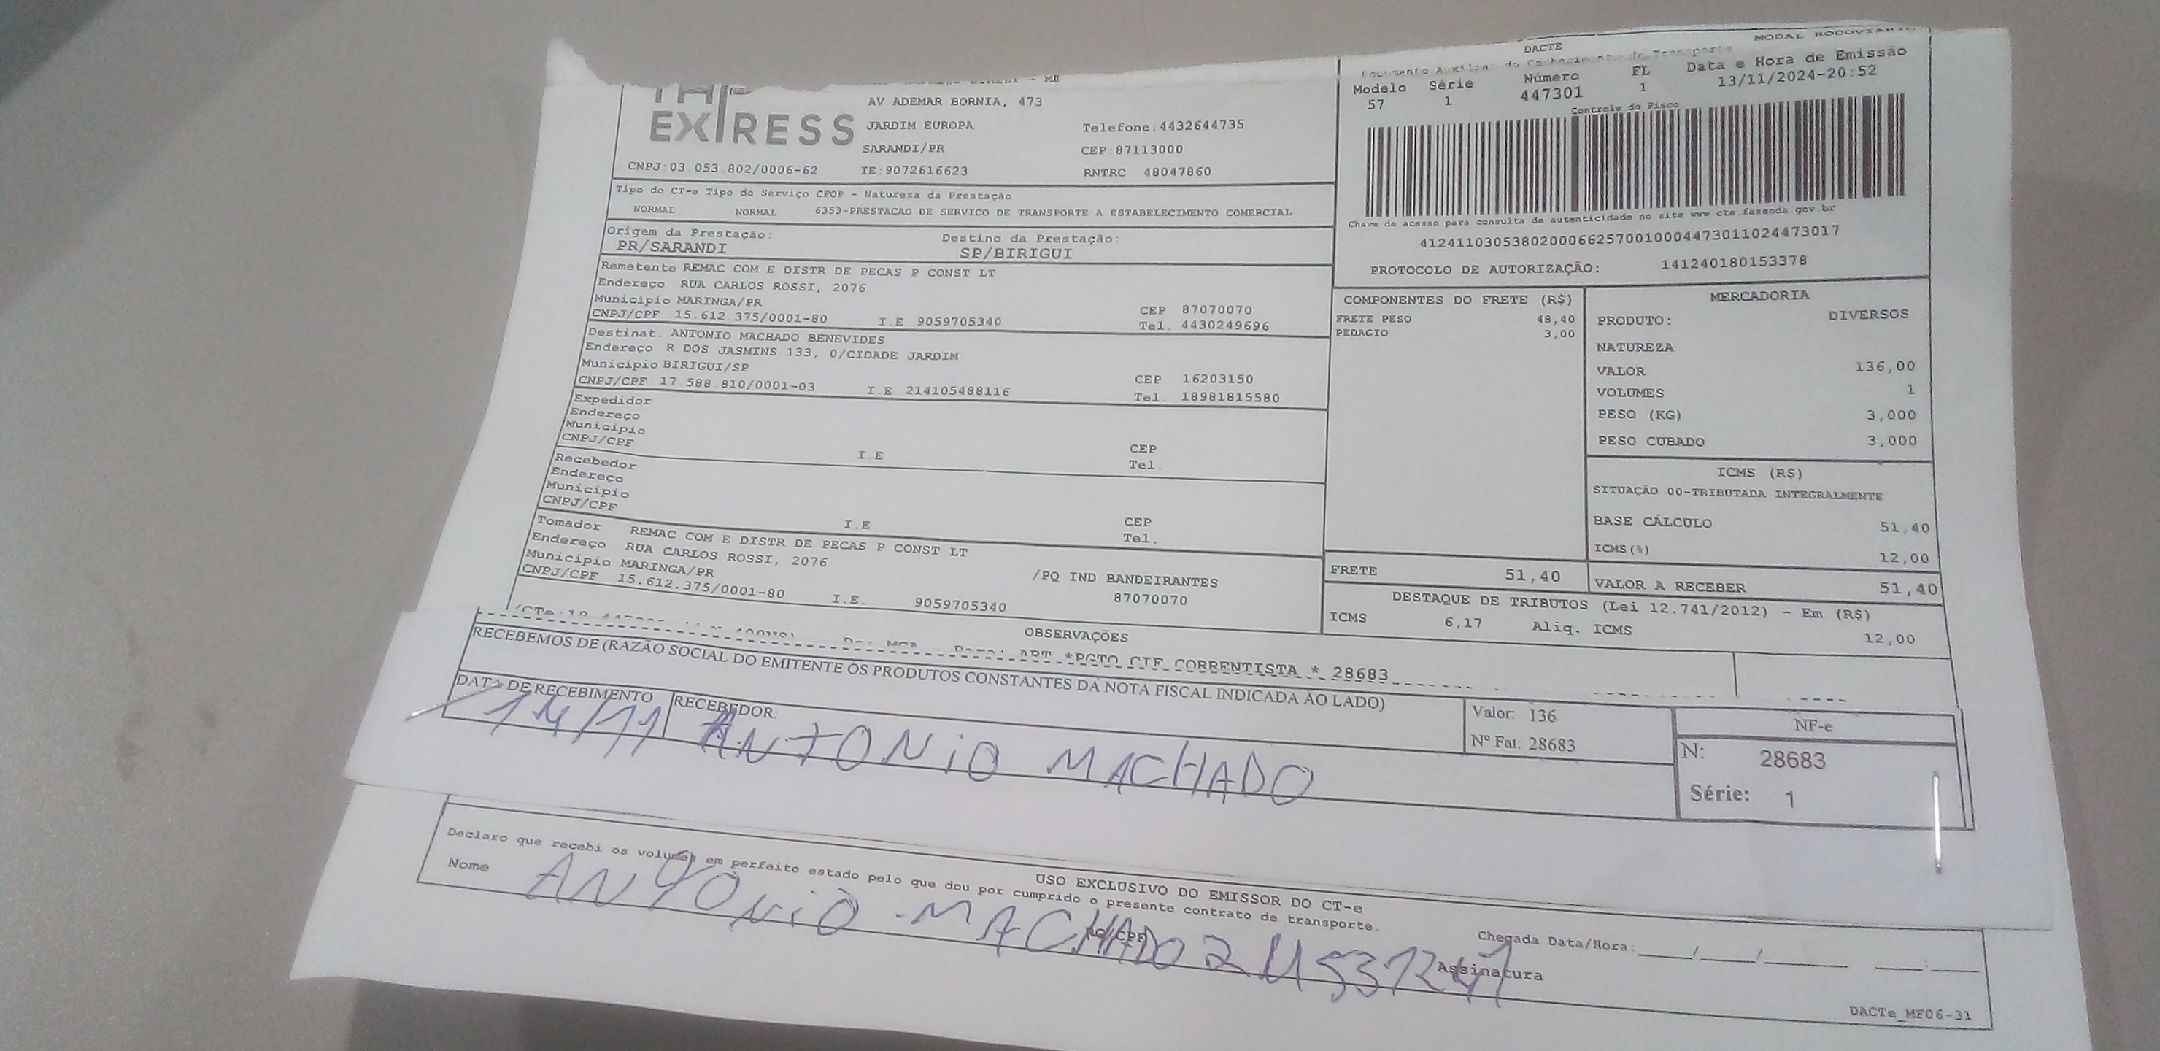 DACTE
MODAL RODOVIARIO
Documento Auxiliar do Conhecimento de Transporte
Modelo Série Número FL Data e Hora de Emissão
57 1 447301 1 13/11/2024-20:52
Controle do Fisco
EXPRESS
AV ADEMAR BORNIA, 473
JARDIM EUROPA Telefone.4432644735
SARANDI/PR CEP:87113000
CNPJ:03.053.802/0006-62 IE:9072616623 RNTRC 48047860
Tipo do CT-e Tipo do Serviço CFOP - Natureza da Prestação
NORMAL NORMAL 6353-PRESTACAO DE SERVICO DE TRANSPORTE A ESTABELECIMENTO COMERCIAL
Chave de acesso para consulta de autenticidade no site www.cte.fazenda.gov.br
41241103053802000662570010004473011024473017
PROTOCOLO DE AUTORIZAÇÃO: 141240180153378
Origem da Prestação: Destino da Prestação:
PR/SARANDI SP/BIRIGUI
Remetente REMAC COM E DISTR DE PECAS P CONST LT
Endereço RUA CARLOS ROSSI, 2076
Município MARINGA/PR CEP 87070070
CNPJ/CPF 15.612.375/0001-80 I.E 9059705340 Tel. 4430249696
Destinat. ANTONIO MACHADO BENEVIDES
Endereço R DOS JASMINS 133, 0/CIDADE JARDIM
Município BIRIGUI/SP CEP 16203150
CNPJ/CPF 17.588.810/0001-03 I.E 214105488116 Tel. 18981815580
Expedidor
Endereço
Município CEP
CNPJ/CPF I.E Tel.
Recebedor
Endereço
Município CEP
CNPJ/CPF I.E Tel.
Tomador REMAC COM E DISTR DE PECAS P CONST LT
Endereço RUA CARLOS ROSSI, 2076 /PQ IND BANDEIRANTES
Município MARINGA/PR 87070070
CNPJ/CPF 15.612.375/0001-80 I.E. 9059705340
COMPONENTES DO FRETE (R$)
FRETE PESO 48,40
PEDAGIO 3,00
MERCADORIA
PRODUTO: DIVERSOS
NATUREZA
VALOR 136,00
VOLUMES 1
PESO (KG) 3,000
PESO CUBADO 3,000
ICMS (R$)
SITUAÇÃO 00-TRIBUTADA INTEGRALMENTE
BASE CÁLCULO 51,40
ICMS(%) 12,00
FRETE 51,40 VALOR A RECEBER 51,40
DESTAQUE DE TRIBUTOS (Lei 12.741/2012) - Em (R$)
ICMS 6,17 Aliq. ICMS 12,00
OBSERVAÇÕES
*PGTO CIF CORRENTISTA * 28683
RECEBEMOS DE (RAZÃO SOCIAL DO EMITENTE OS PRODUTOS CONSTANTES DA NOTA FISCAL INDICADA AO LADO)
DATA DE RECEBIMENTO RECEBEDOR:
14/11 ANTONIO MACHADO
Valor: 136
Nº Fat: 28683
NF-e
N: 28683
Série: 1
USO EXCLUSIVO DO EMISSOR DO CT-e
Declaro que recebi os volumes em perfeito estado pelo que dou por cumprido o presente contrato de transporte.
Nome ANTONIO MACHADO
Assinatura
Chegada Data/Hora: / /
DACTe_MF06-31